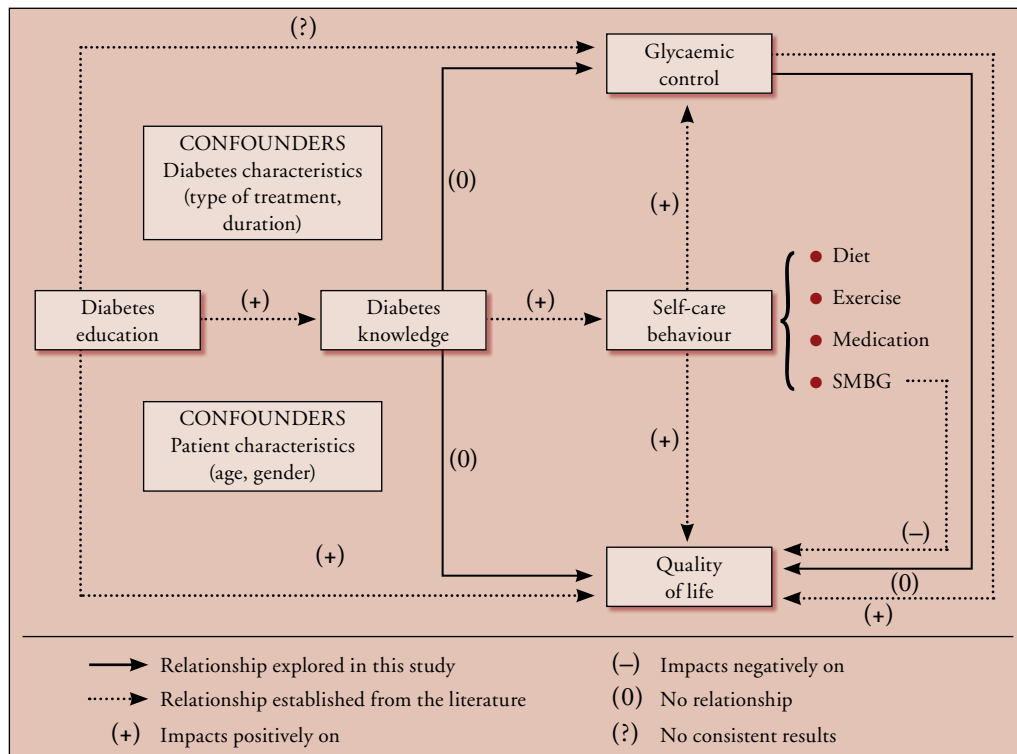 (?)
Glycaemic
control
CONFOUNDERS
Diabetes characteristics
(type of treatment,
duration)
(0)
(+)
Diabetes
education
(+)
Diabetes
knowledge
(+)
Self-care
behaviour
Diet
Exercise
Medication
SMBG
CONFOUNDERS
Patient characteristics
(age, gender)
(0)
(+)
(+)
Quality
of life
(–)
(0)
(+)
Relationship explored in this study
Relationship established from the literature
(+) Impacts positively on
(–) Impacts negatively on
(0) No relationship
(?) No consistent results